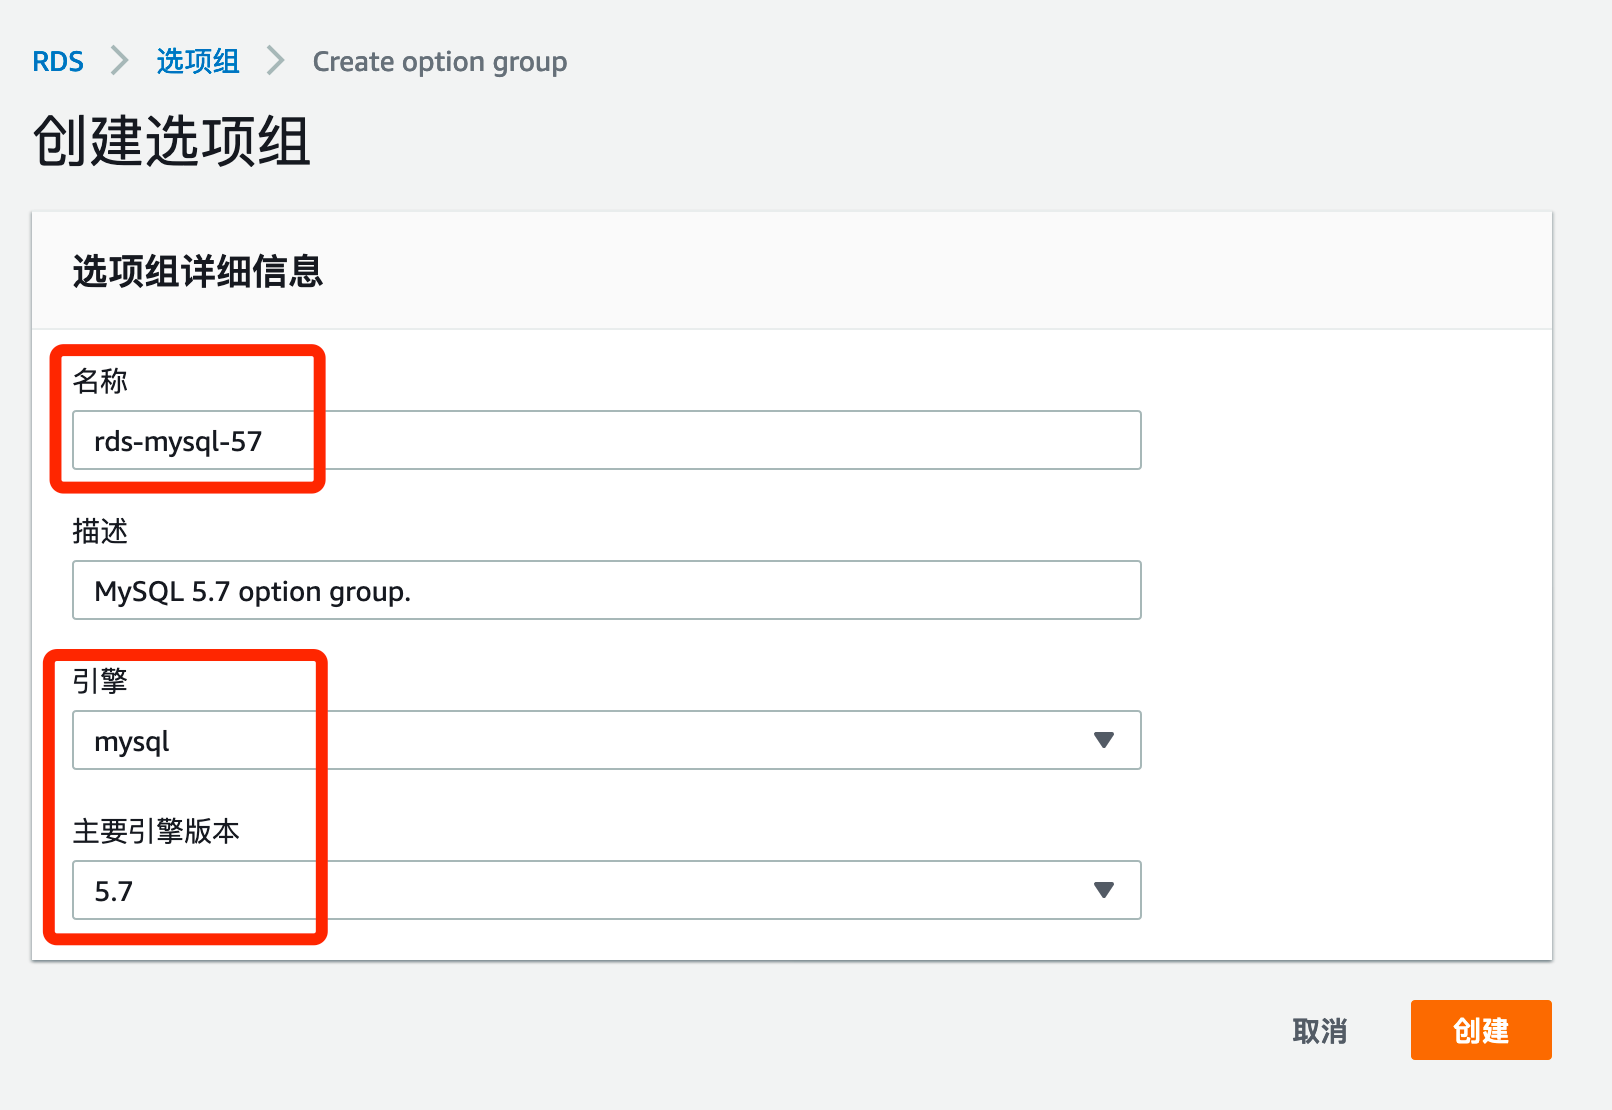 RDS 选项组 Create option group
创建选项组
选项组详细信息
名称
rds-mysql-57
描述
MySQL 5.7 option group.
引擎
mysql
主要引擎版本
5.7
取消 创建